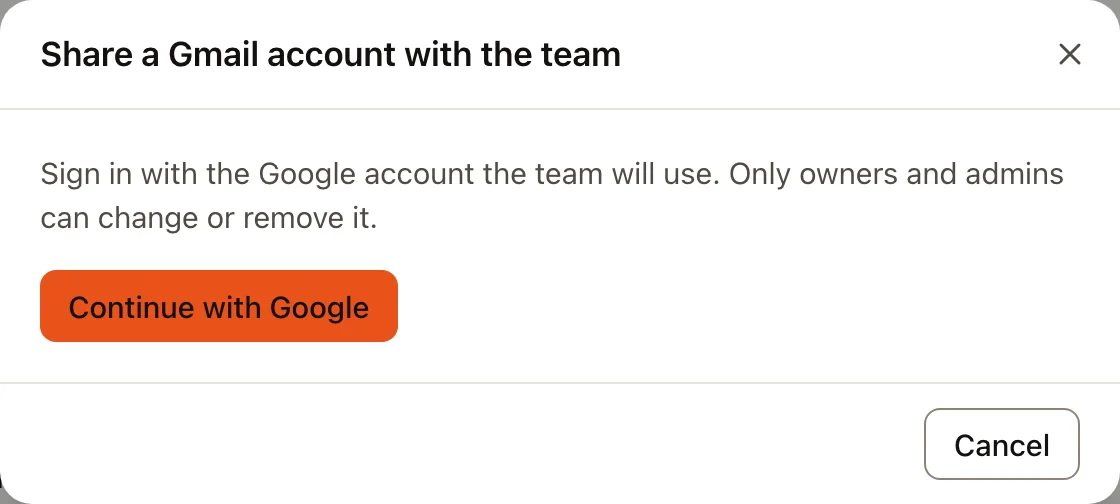 Share a Gmail account with the team
Sign in with the Google account the team will use. Only owners and admins
can change or remove it.
Continue with Google
Cancel